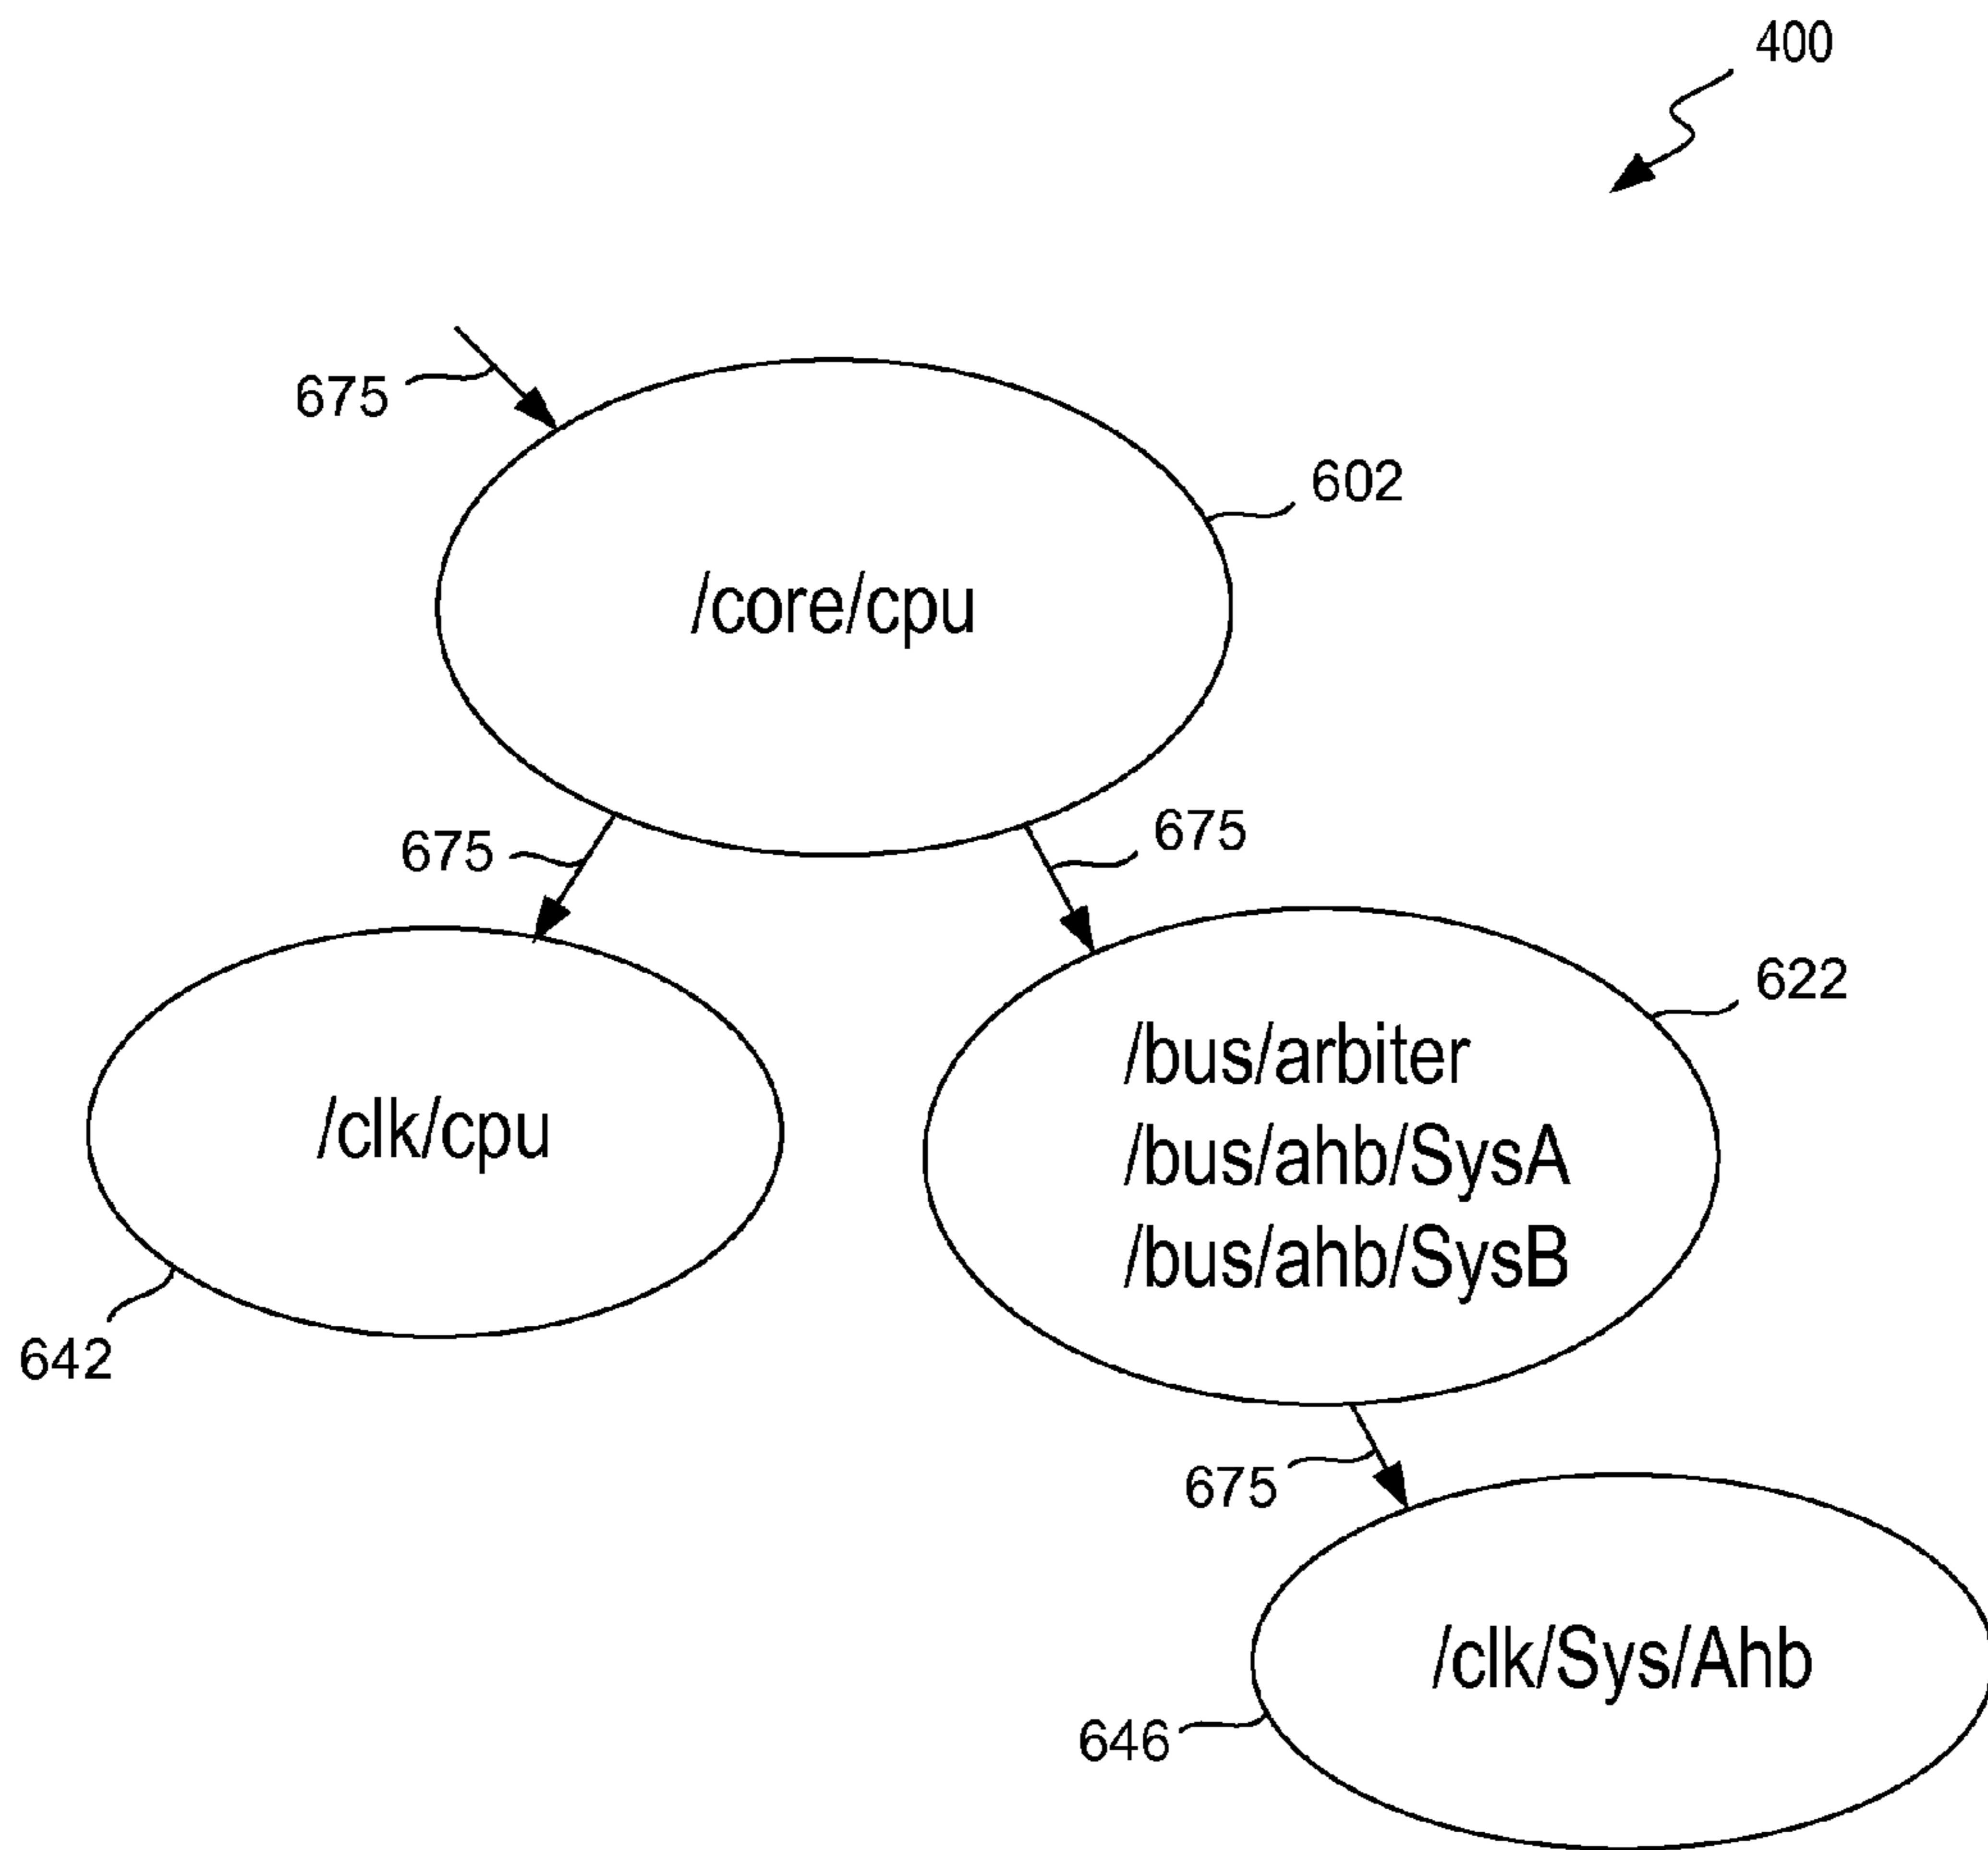 400
675
602
/core/cpu
675
675
622
/bus/arbiter
/bus/ahb/SysA
/bus/ahb/SysB
/clk/cpu
642
675
/clk/Sys/Ahb
646